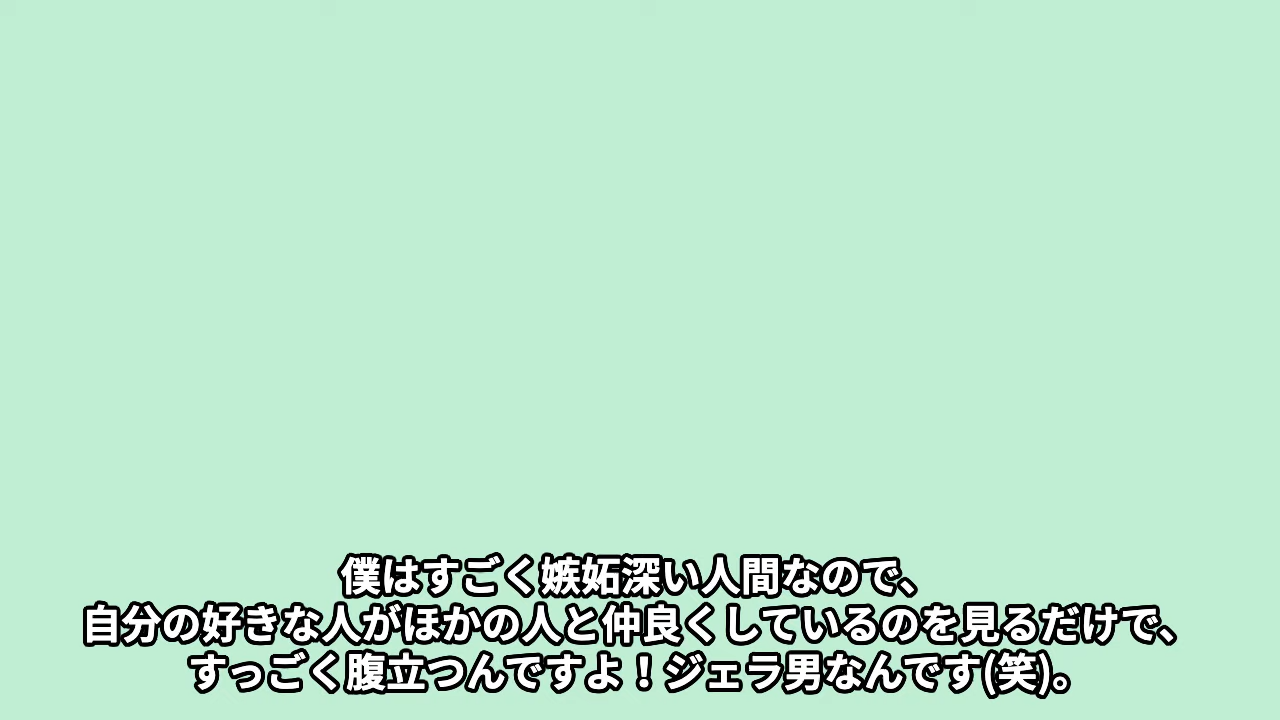 僕はすごく嫉妬深い人間なので、
自分の好きな人がほかの人と仲良くしているのを見るだけで、
すっごく腹立つんですよ！ジェラ男なんです(笑)。